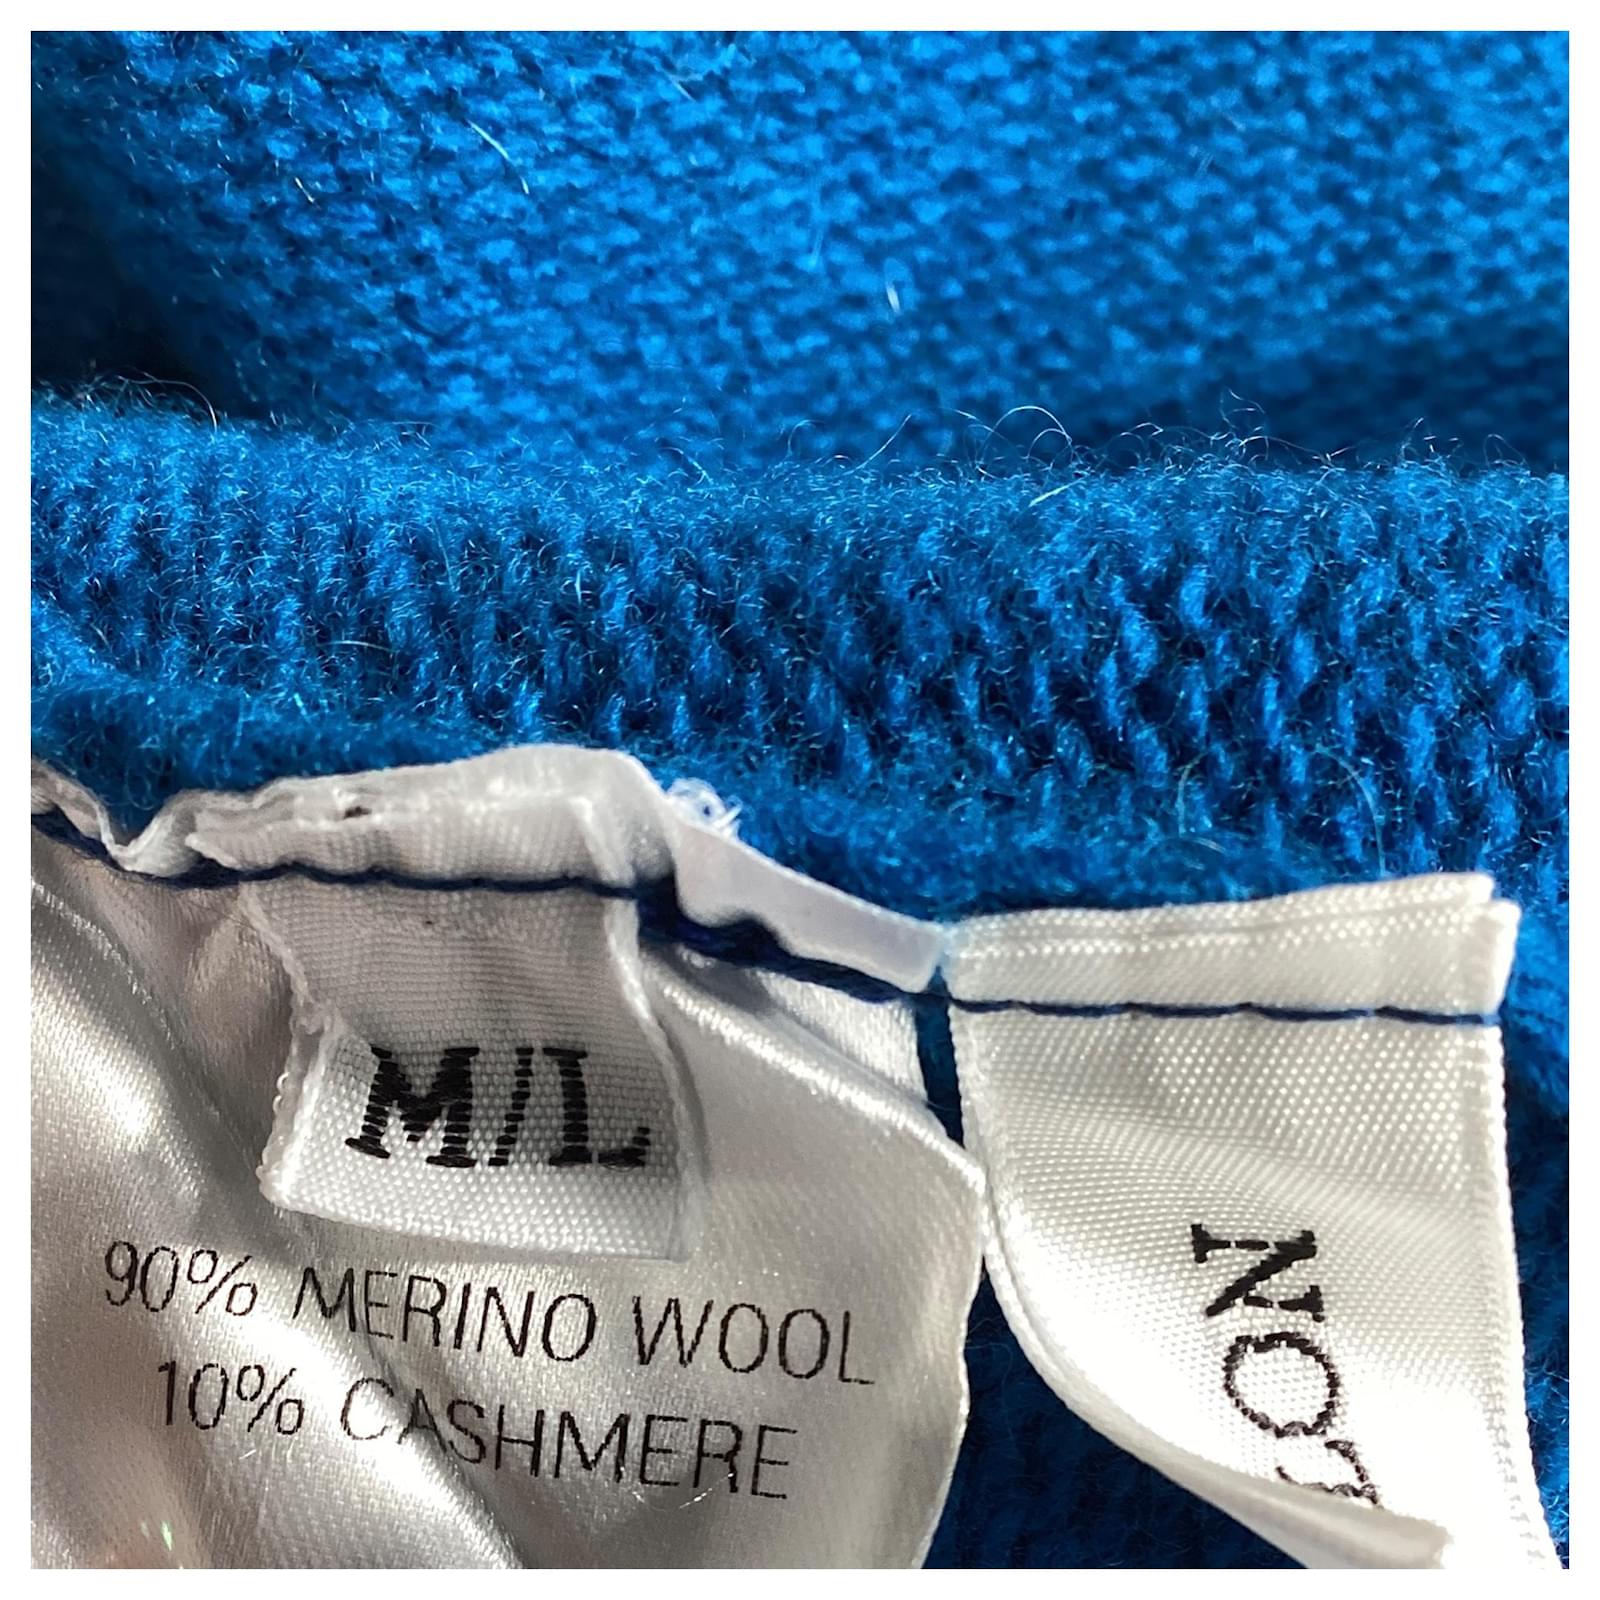 M/L
90% MERINO WOOL
10% CASHMERE